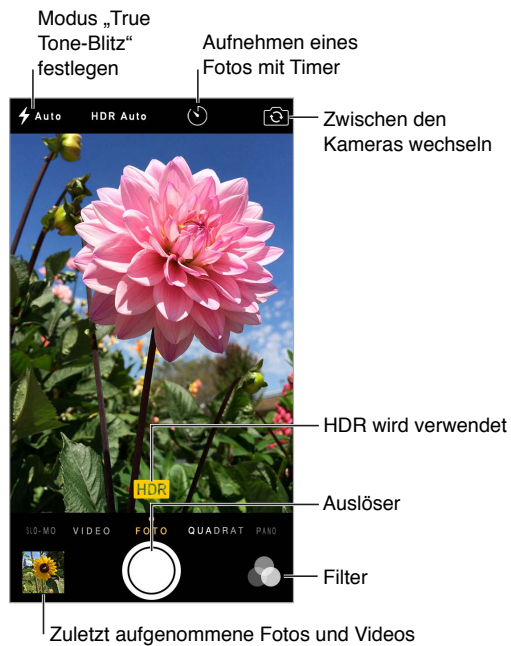 Modus „True
Tone-Blitz“
festlegen
Aufnehmen eines
Fotos mit Timer
Auto
HDR Auto
Zwischen den
Kameras wechseln
HDR wird verwendet
HDR
Auslöser
SLO-MO VIDEO FOTO QUADRAT PANO
Filter
Zuletzt aufgenommene Fotos und Videos